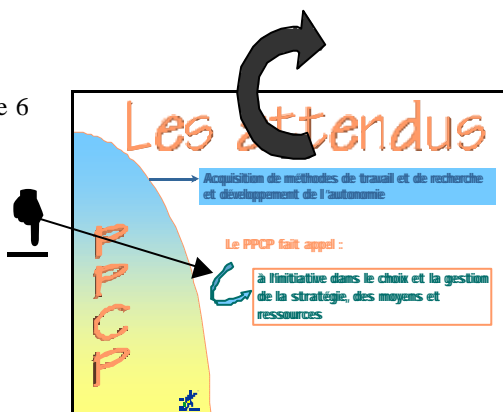 e 6
Les attendus
Acquisition de méthodes de travail et de recherche
et développement de l'autonomie
PPCP
Le PPCP fait appel :
à l'initiative dans le choix et la gestion
de la stratégie, des moyens et
ressources